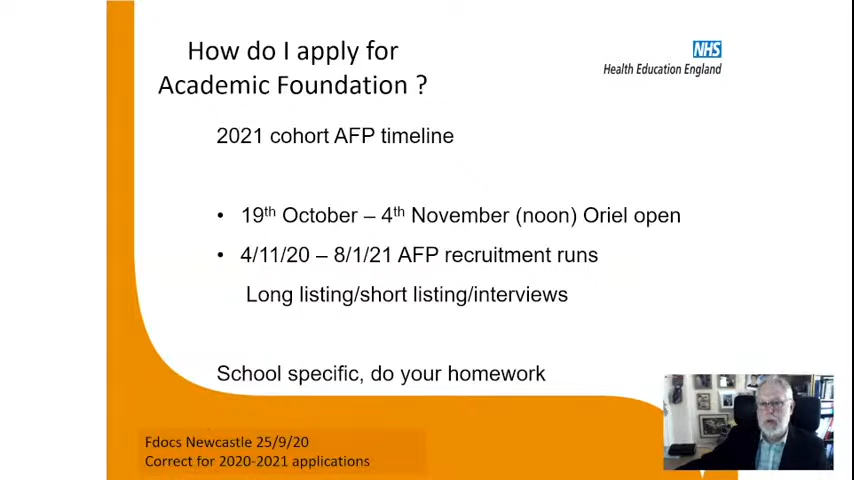 How do I apply for
Academic Foundation ?
NHS
Health Education England
2021 cohort AFP timeline
• 19th October – 4th November (noon) Oriel open
• 4/11/20 – 8/1/21 AFP recruitment runs
Long listing/short listing/interviews
School specific, do your homework
Fdocs Newcastle 25/9/20
Correct for 2020-2021 applications